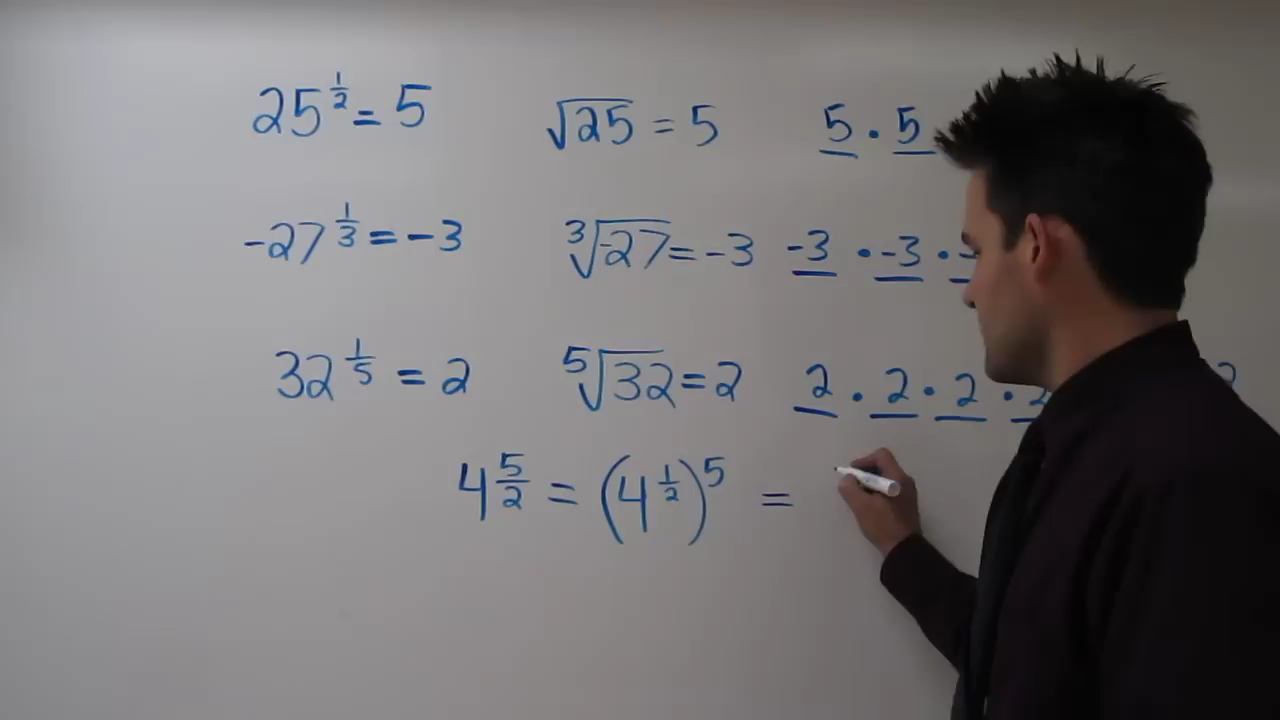 25^{1/2} = 5 √25 = 5 5 · 5
-27^{1/3} = -3 ∛-27 = -3 -3 · -3 ·
32^{1/5} = 2 ⁵√32 = 2 2 · 2 · 2 · 2
4^{5/2} = (4^{1/2})^5 =